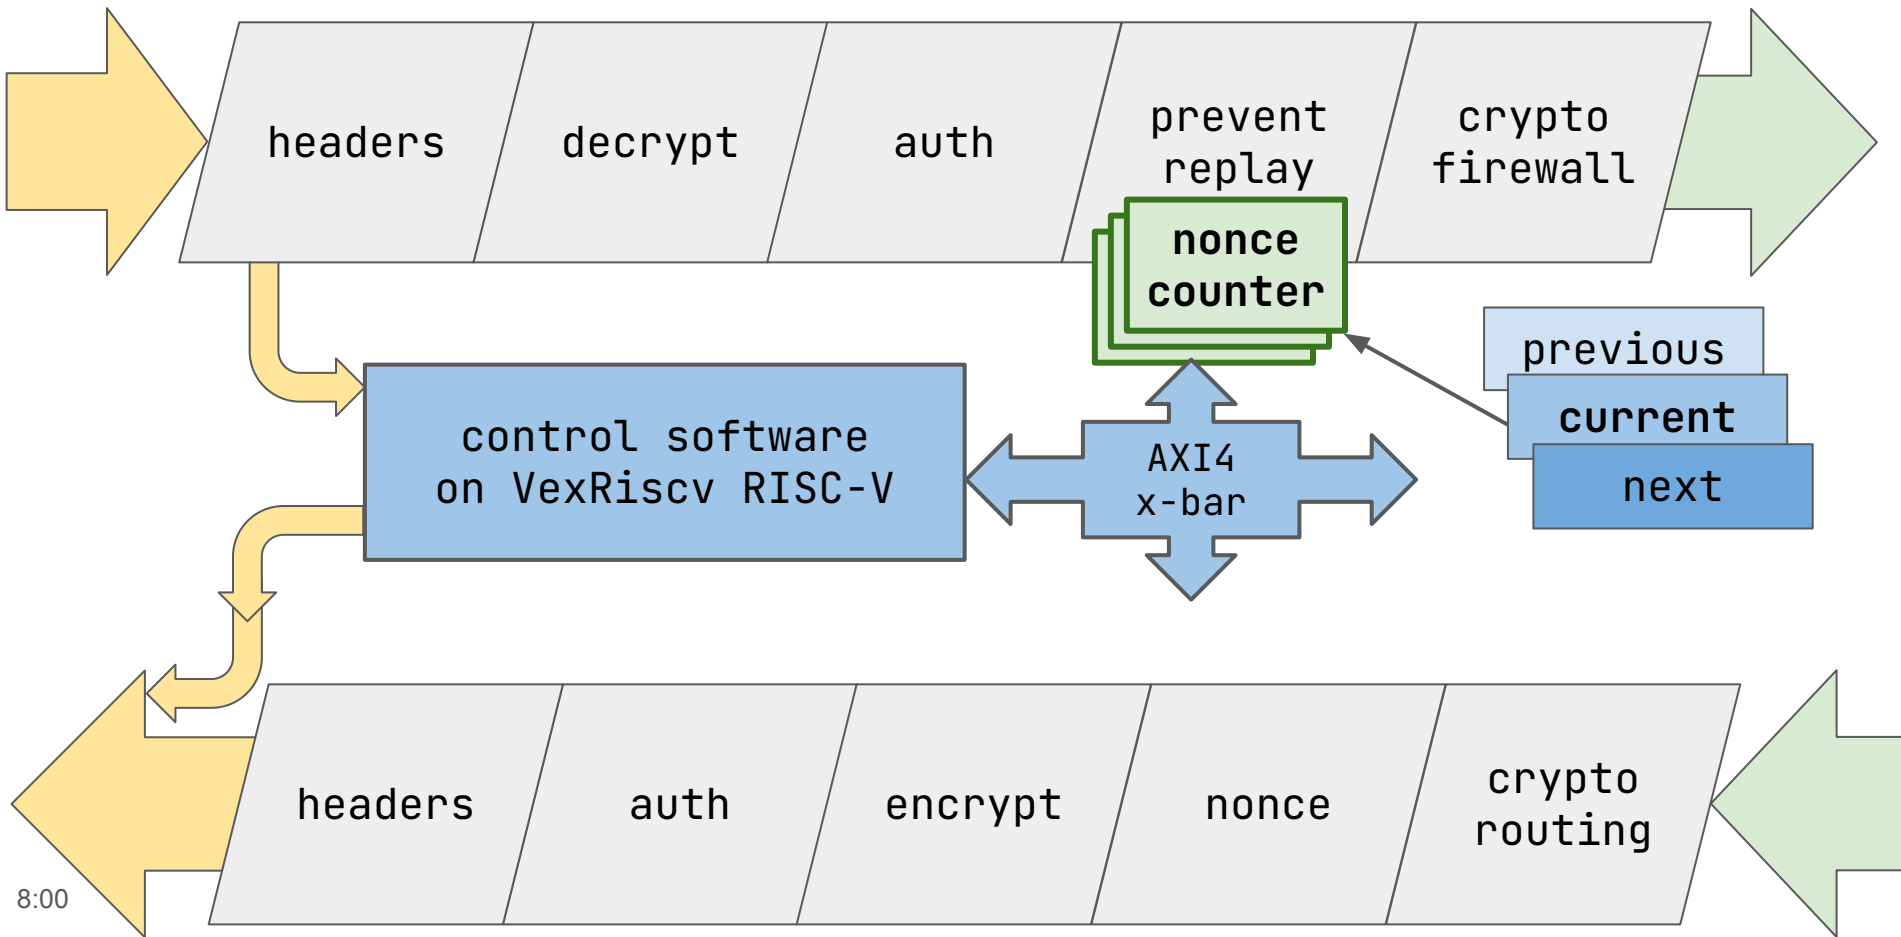 headers
decrypt
auth
prevent
replay
crypto
firewall
nonce
counter
previous
current
next
control software
on VexRiscv RISC-V
AXI4
x-bar
headers
auth
encrypt
nonce
crypto
routing
8:00